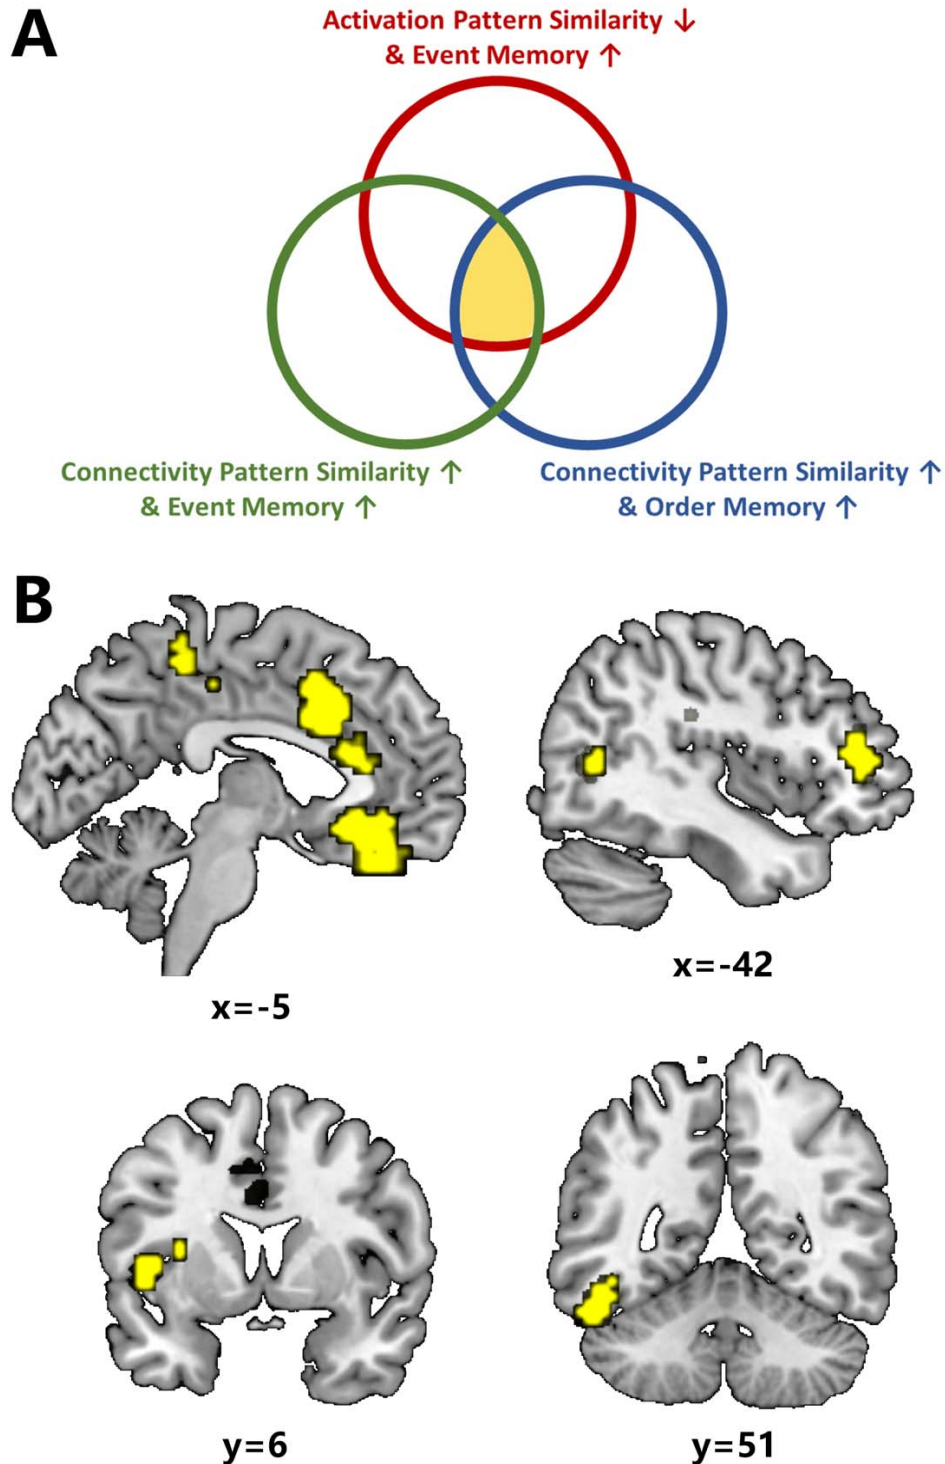 A
Activation Pattern Similarity ↓
& Event Memory ↑
Connectivity Pattern Similarity ↑
& Event Memory ↑
Connectivity Pattern Similarity ↑
& Order Memory ↑
B
x=-5
x=-42
y=6
y=51